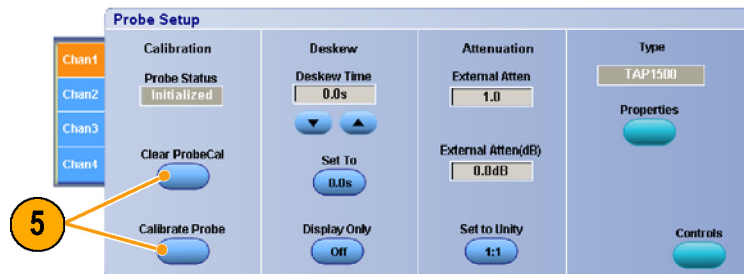 Probe Setup
Chan1
Chan2
Chan3
Chan4
Calibration
Probe Status
Initialized
Clear ProbeCal
Calibrate Probe
Deskew
Deskew Time
0.0s
Set To
0.0s
Display Only
Off
Attenuation
External Atten
1.0
External Atten(dB)
0.0dB
Set to Unity
1:1
Type
TAP1500
Properties
Controls
5